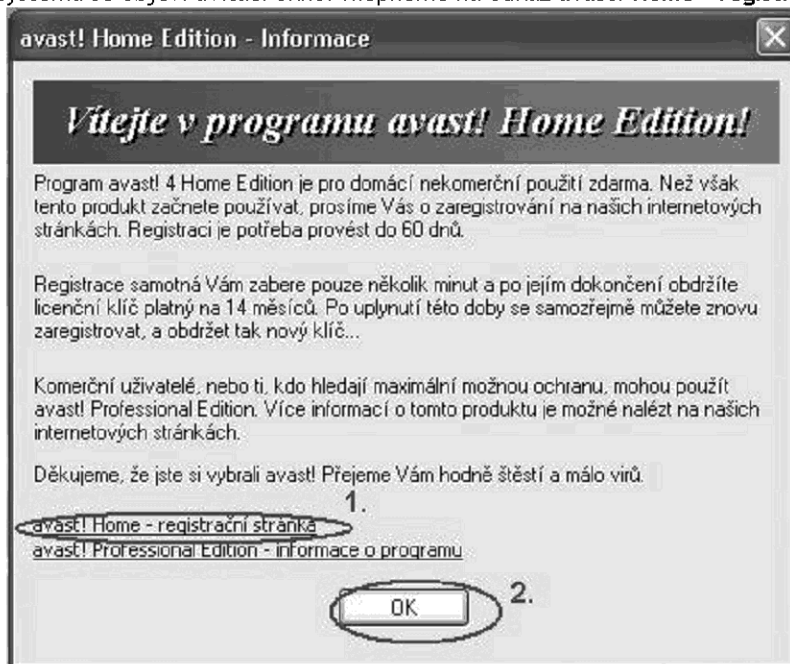 avast! Home Edition - Informace
Vítejte v programu avast! Home Edition!
Program avast! 4 Home Edition je pro domácí nekomerční použití zdarma. Než však
tento produkt začnete používat, prosíme Vás o zaregistrování na našich internetových
stránkách. Registraci je potřeba provést do 60 dnů.
Registrace samotná Vám zabere pouze několik minut a po jejím dokončení obdržíte
licenční klíč platný na 14 měsíců. Po uplynutí této doby se samozřejmě můžete znovu
zaregistrovat, a obdržet tak nový klíč...
Komerční uživatelé, nebo ti, kdo hledají maximální možnou ochranu, mohou použít
avast! Professional Edition. Více informací o tomto produktu je možné nalézt na našich
internetových stránkách.
Děkujeme, že jste si vybrali avast! Přejeme Vám hodně štěstí a málo virů.
1.
avast! Home - registrační stránka
avast! Professional Edition - informace o programu
OK
2.